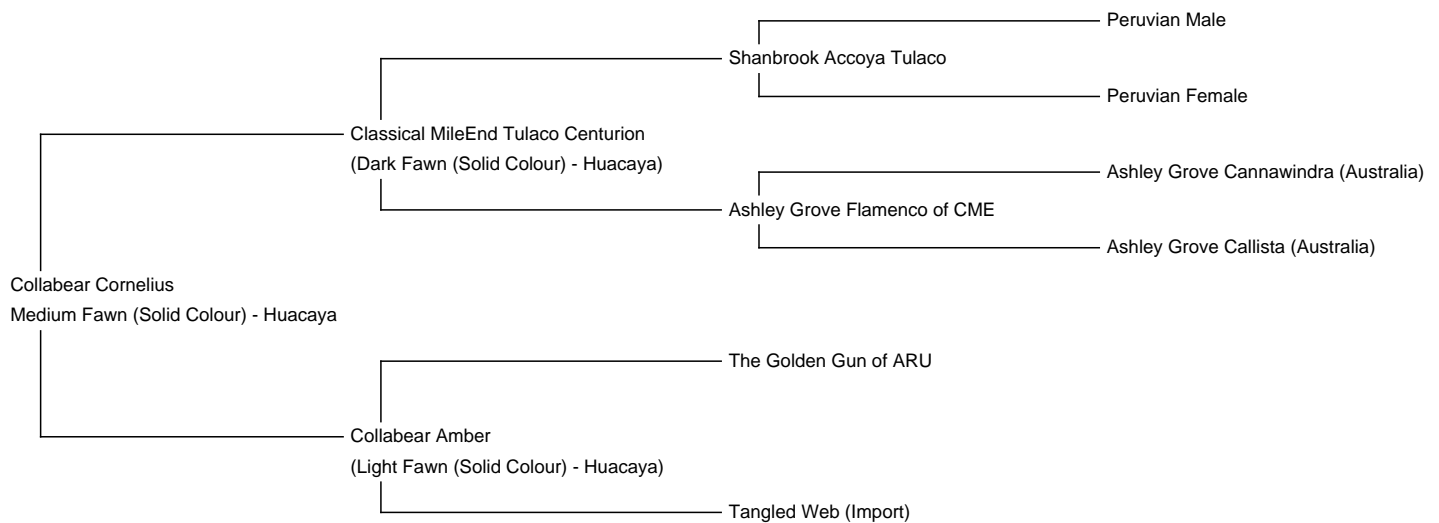 Peruvian Male
Shanbrook Accoya Tulaco
Peruvian Female
Classical MileEnd Tulaco Centurion
(Dark Fawn (Solid Colour) - Huacaya)
Ashley Grove Cannawindra (Australia)
Ashley Grove Flamenco of CME
Ashley Grove Callista (Australia)
Collabear Cornelius
Medium Fawn (Solid Colour) - Huacaya
The Golden Gun of ARU
Collabear Amber
(Light Fawn (Solid Colour) - Huacaya)
Tangled Web (Import)